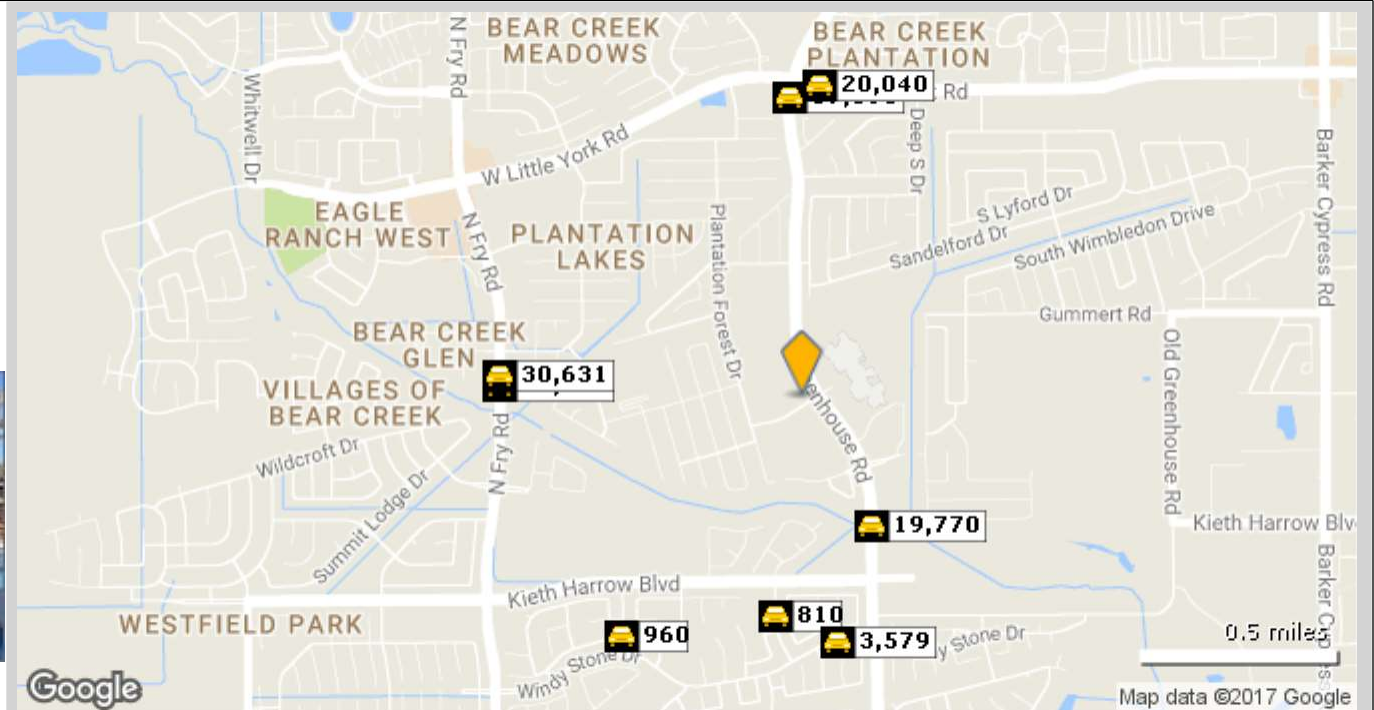 BEAR CREEK
MEADOWS
BEAR CREEK
PLANTATION
N Fry Rd
Whitwell Dr
20,040
Rd
Deep S Dr
W Little York Rd
Barker Cypress Rd
EAGLE
RANCH WEST
N Fry Rd
PLANTATION
LAKES
Plantation Forest Dr
S Lyford Dr
Sandelford Dr
South Wimbledon Drive
Gummert Rd
BEAR CREEK
GLEN
30,631
VILLAGES OF
BEAR CREEK
enhouse Rd
Old Greenhouse Rd
N Fry Rd
Wildcroft Dr
Summit Lodge Dr
19,770
Kieth Harrow Blv
Barker Cyp
ess
Kieth Harrow Blvd
WESTFIELD PARK
960
810
3,579
y Stone Dr
Windy Stone Dr
0.5 miles
Google
Map data ©2017 Google